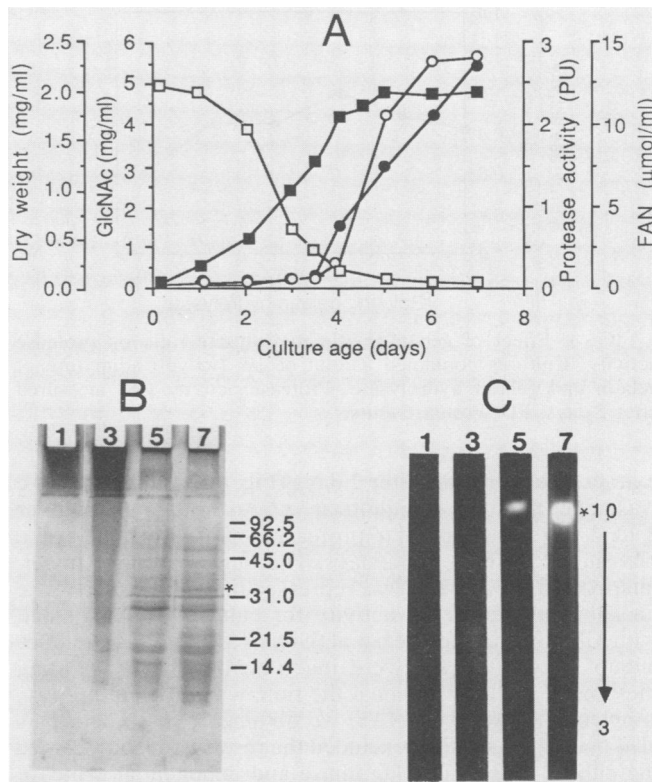 A
Dry weight (mg/ml)
2.5
2.0
1.5
1.0
0.5
0.0
GlcNAc (mg/ml)
6
5
4
3
2
1
0
3
2
1
0
Protease activity (PU)
15
10
5
0
FAN (umol/ml)
0 2 4 6 8
Culture age (days)
B
1 3 5 7
92.5
66.2
45.0
*
31.0
21.5
14.4
C
1 3 5 7
*10
3